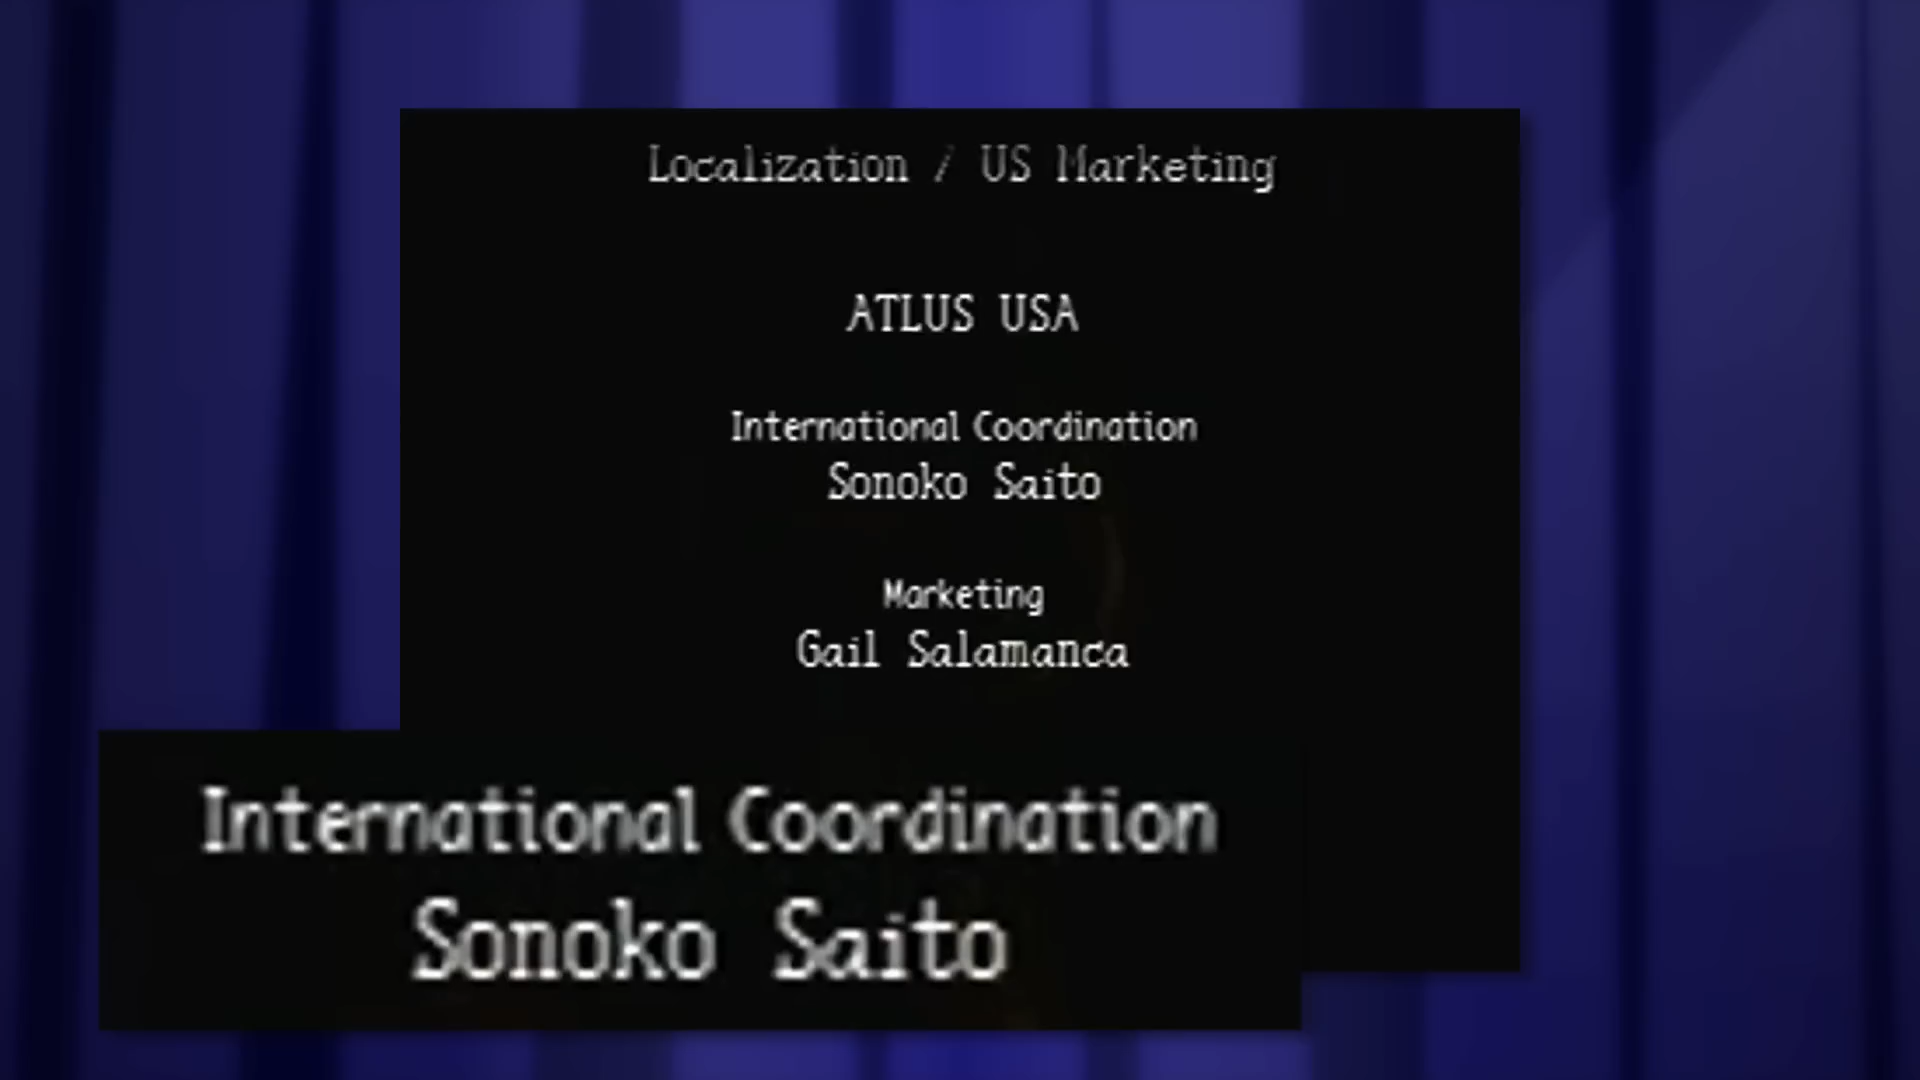 Localization / US Marketing
ATLUS USA
International Coordination
Sonoko Saito
Marketing
Gail Salamanca
International Coordination
Sonoko Saito